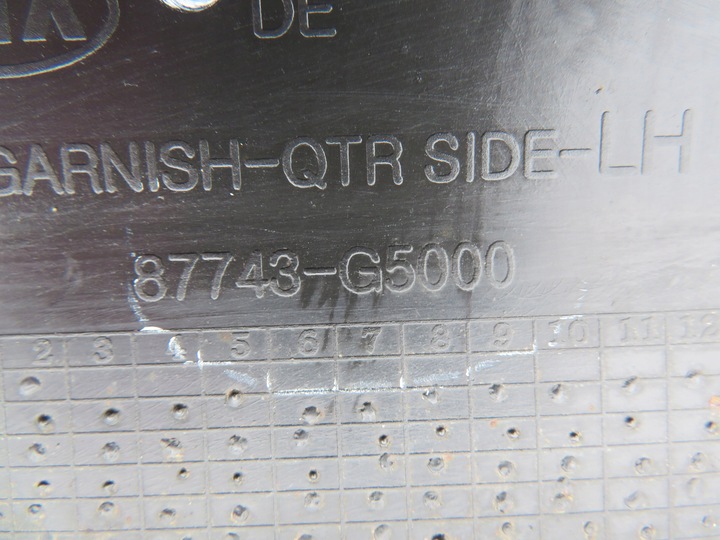 DE
GARNISH-QTR SIDE-LH
87743-G5000
2 3 4 5 6 7 8 9 10 11 12